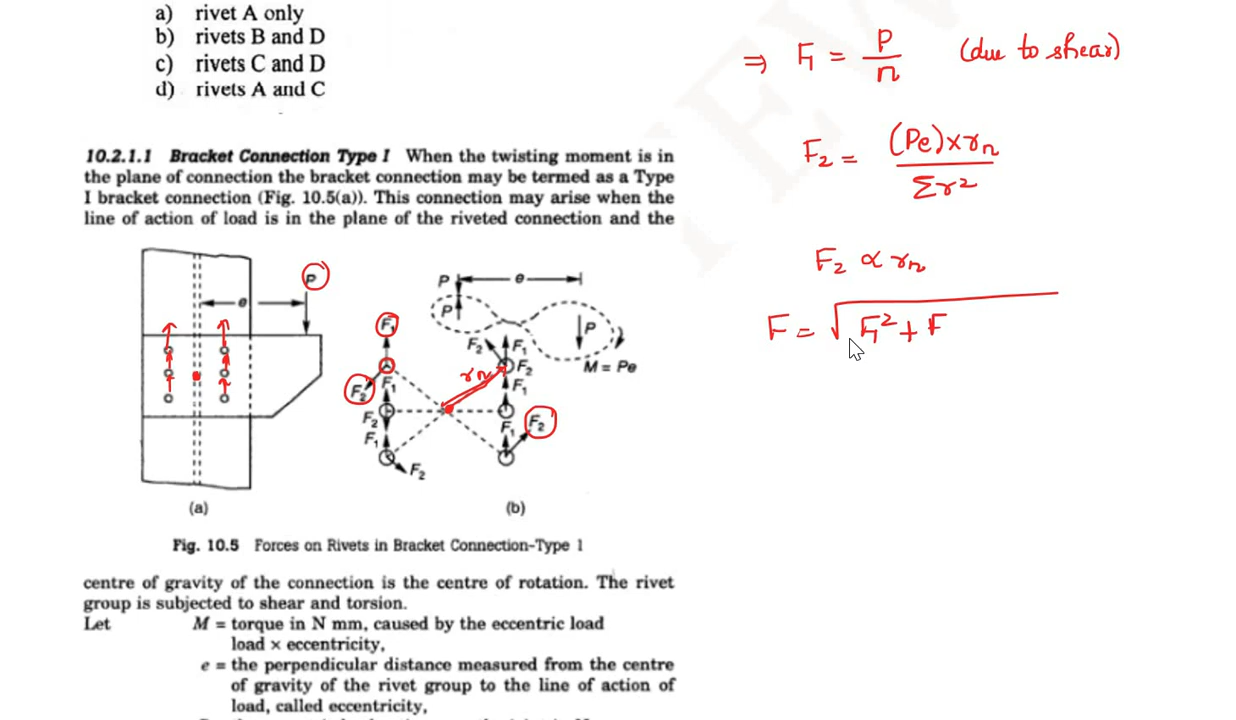 a) rivet A only
b) rivets B and D
c) rivets C and D
d) rivets A and C
10.2.1.1 Bracket Connection Type I When the twisting moment is in
the plane of connection the bracket connection may be termed as a Type
I bracket connection (Fig. 10.5(a)). This connection may arise when the
line of action of load is in the plane of the riveted connection and the
P
e
(a)
P
e
P
F₁
F₂
F₁
P
F₂
F₂
F₁
rₙ
F₁
M = Pe
F₂
F₁
F₁
F₂
F₂
(b)
Fig. 10.5 Forces on Rivets in Bracket Connection-Type 1
centre of gravity of the connection is the centre of rotation. The rivet
group is subjected to shear and torsion.
Let M = torque in N mm, caused by the eccentric load
load × eccentricity,
e = the perpendicular distance measured from the centre
of gravity of the rivet group to the line of action of
load, called eccentricity,
⇒ F₁ = P/n (due to shear)
F₂ = (Pe)×rₙ / Σr²
F₂ ∝ rₙ
F = √F₁² + F